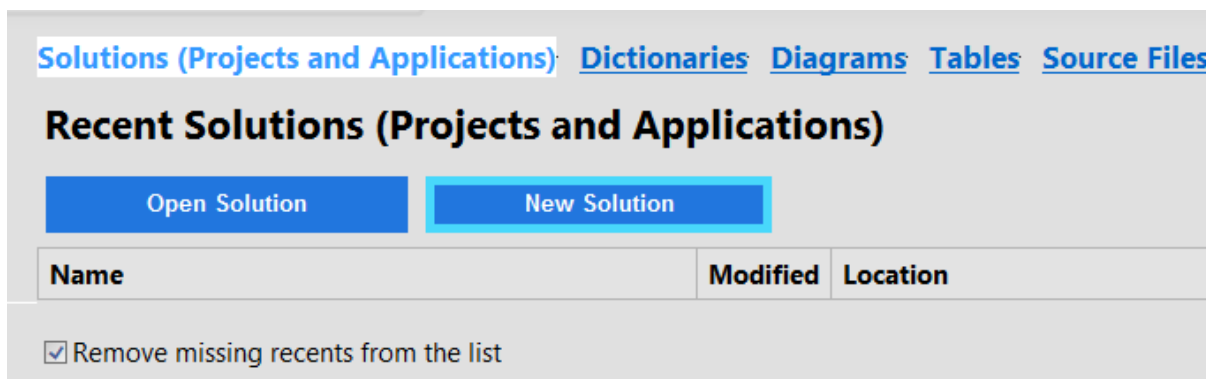 Solutions (Projects and Applications) Dictionaries Diagrams Tables Source Files
Recent Solutions (Projects and Applications)
Open Solution New Solution
Name Modified Location
Remove missing recents from the list